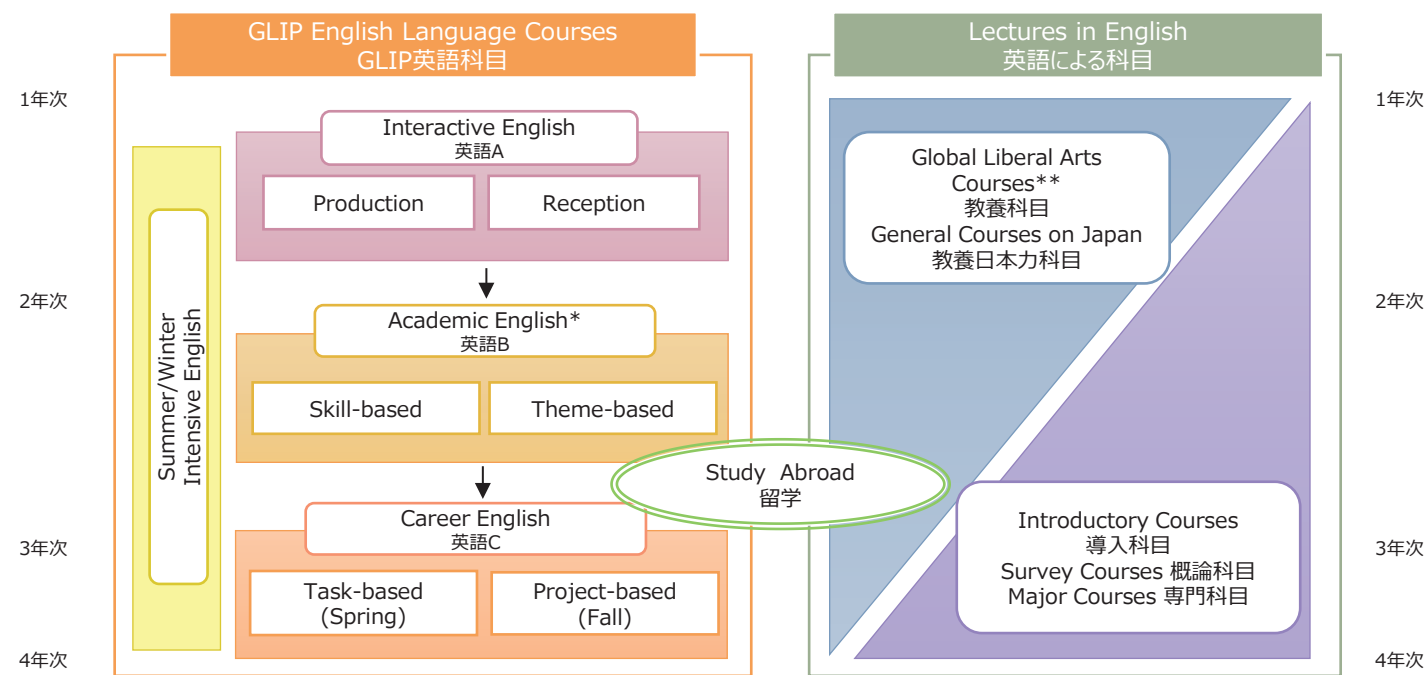 GLIP English Language Courses
GLIP英語科目
Lectures in English
英語による科目
1年次
1年次
Interactive English
英語A
Production
Reception
Global Liberal Arts
Courses**
教養科目
General Courses on Japan
教養日本力科目
2年次
2年次
Summer/Winter
Intensive English
Academic English*
英語B
Skill-based
Theme-based
Study Abroad
留学
Career English
英語C
3年次
3年次
Task-based
(Spring)
Project-based
(Fall)
Introductory Courses
導入科目
Survey Courses 概論科目
Major Courses 専門科目
4年次
4年次